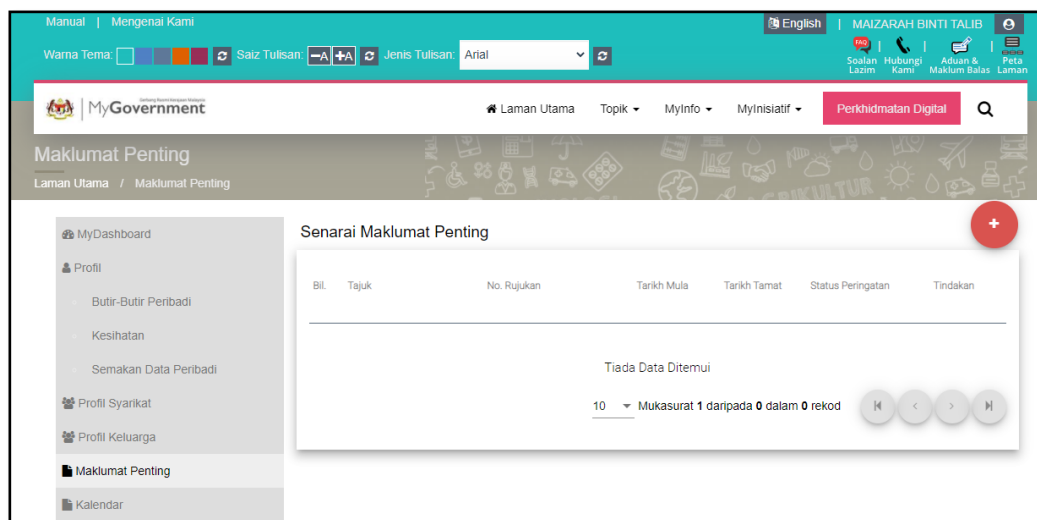 Manual | Mengenai Kami
English | MAIZARAH BINTI TALIB
Warna Tema: Saiz Tulisan: -A +A Jenis Tulisan: Arial
FAQ
Soalan Lazim | Hubungi Kami | Aduan & Maklum Balas | Peta Laman
MyGovernment
Laman Utama Topik MyInfo MyInisiatif Perkhidmatan Digital
Maklumat Penting
Laman Utama / Maklumat Penting
MyDashboard
Profil
Butir-Butir Peribadi
Kesihatan
Semakan Data Peribadi
Profil Syarikat
Profil Keluarga
Maklumat Penting
Kalendar
Senarai Maklumat Penting
+
Bil. Tajuk No. Rujukan Tarikh Mula Tarikh Tamat Status Peringatan Tindakan
Tiada Data Ditemui
10 Mukasurat 1 daripada 0 dalam 0 rekod